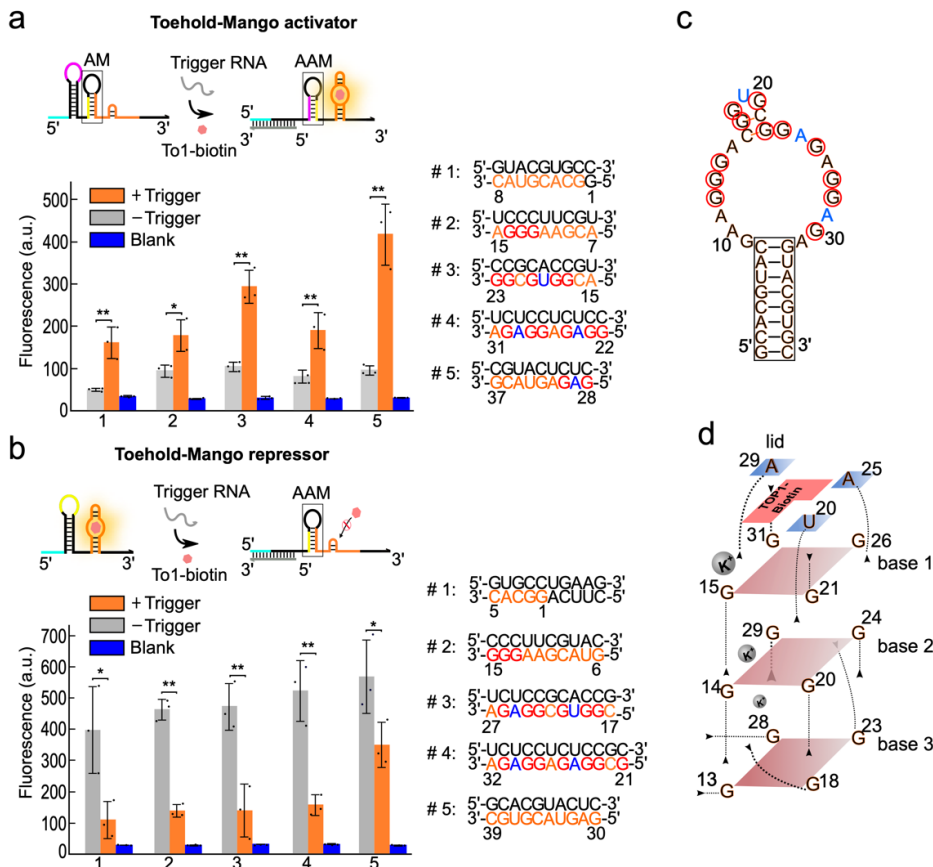 a
Toehold-Mango activator
AM
Trigger RNA
AAM
5'
3'
To1-biotin
5'
3'
3'
Fluorescence (a.u.)
500
400
300
200
100
0
+ Trigger
− Trigger
Blank
**
*
**
**
**
1 2 3 4 5
# 1:
5'-GUACGUGCC-3'
3'-CAUGCACGG-5'
8 1
# 2:
5'-UCCCUUCGU-3'
3'-AGGGAAGCA-5'
15 7
# 3:
5'-CCGCACCGU-3'
3'-GGCGUGGCA-5'
23 15
# 4:
5'-UCUCCUCUCC-3'
3'-AGAGGAGAGG-5'
31 22
# 5:
5'-CGUACUCUC-3'
3'-GCAUGAGAG-5'
37 28
b
Toehold-Mango repressor
Trigger RNA
AAM
5'
3'
To1-biotin
5'
3'
3'
Fluorescence (a.u.)
700
600
500
400
300
200
100
0
+ Trigger
− Trigger
Blank
*
**
**
**
*
1 2 3 4 5
# 1:
5'-GUGCCUGAAG-3'
3'-CACGGACUUC-5'
5 1
# 2:
5'-CCCUUCGUAC-3'
3'-GGGAAGCAUG-5'
15 6
# 3:
5'-UCUCCGCACCG-3'
3'-AGAGGCGUGGC-5'
27 17
# 4:
5'-UCUCCUCUCCGC-3'
3'-AGAGGAGAGGCG-5'
32 21
# 5:
5'-GCACGUACUC-3'
3'-CGUGCAUGAG-5'
39 30
c
20
U G
G C
G G G A
A C G
G A
G G
G G
A A
A G
10 G A 30
C G
A U
U A
G C
C G
A U
C G
G C
5' 3'
d
lid
29 A
A 25
TOP1-Biotin
U 20
31 G
G 26
K+
base 1
15 G
G 21
29 G
G 24
K+
base 2
14 G
G 20
K+
28 G
G 23
base 3
13 G
G 18